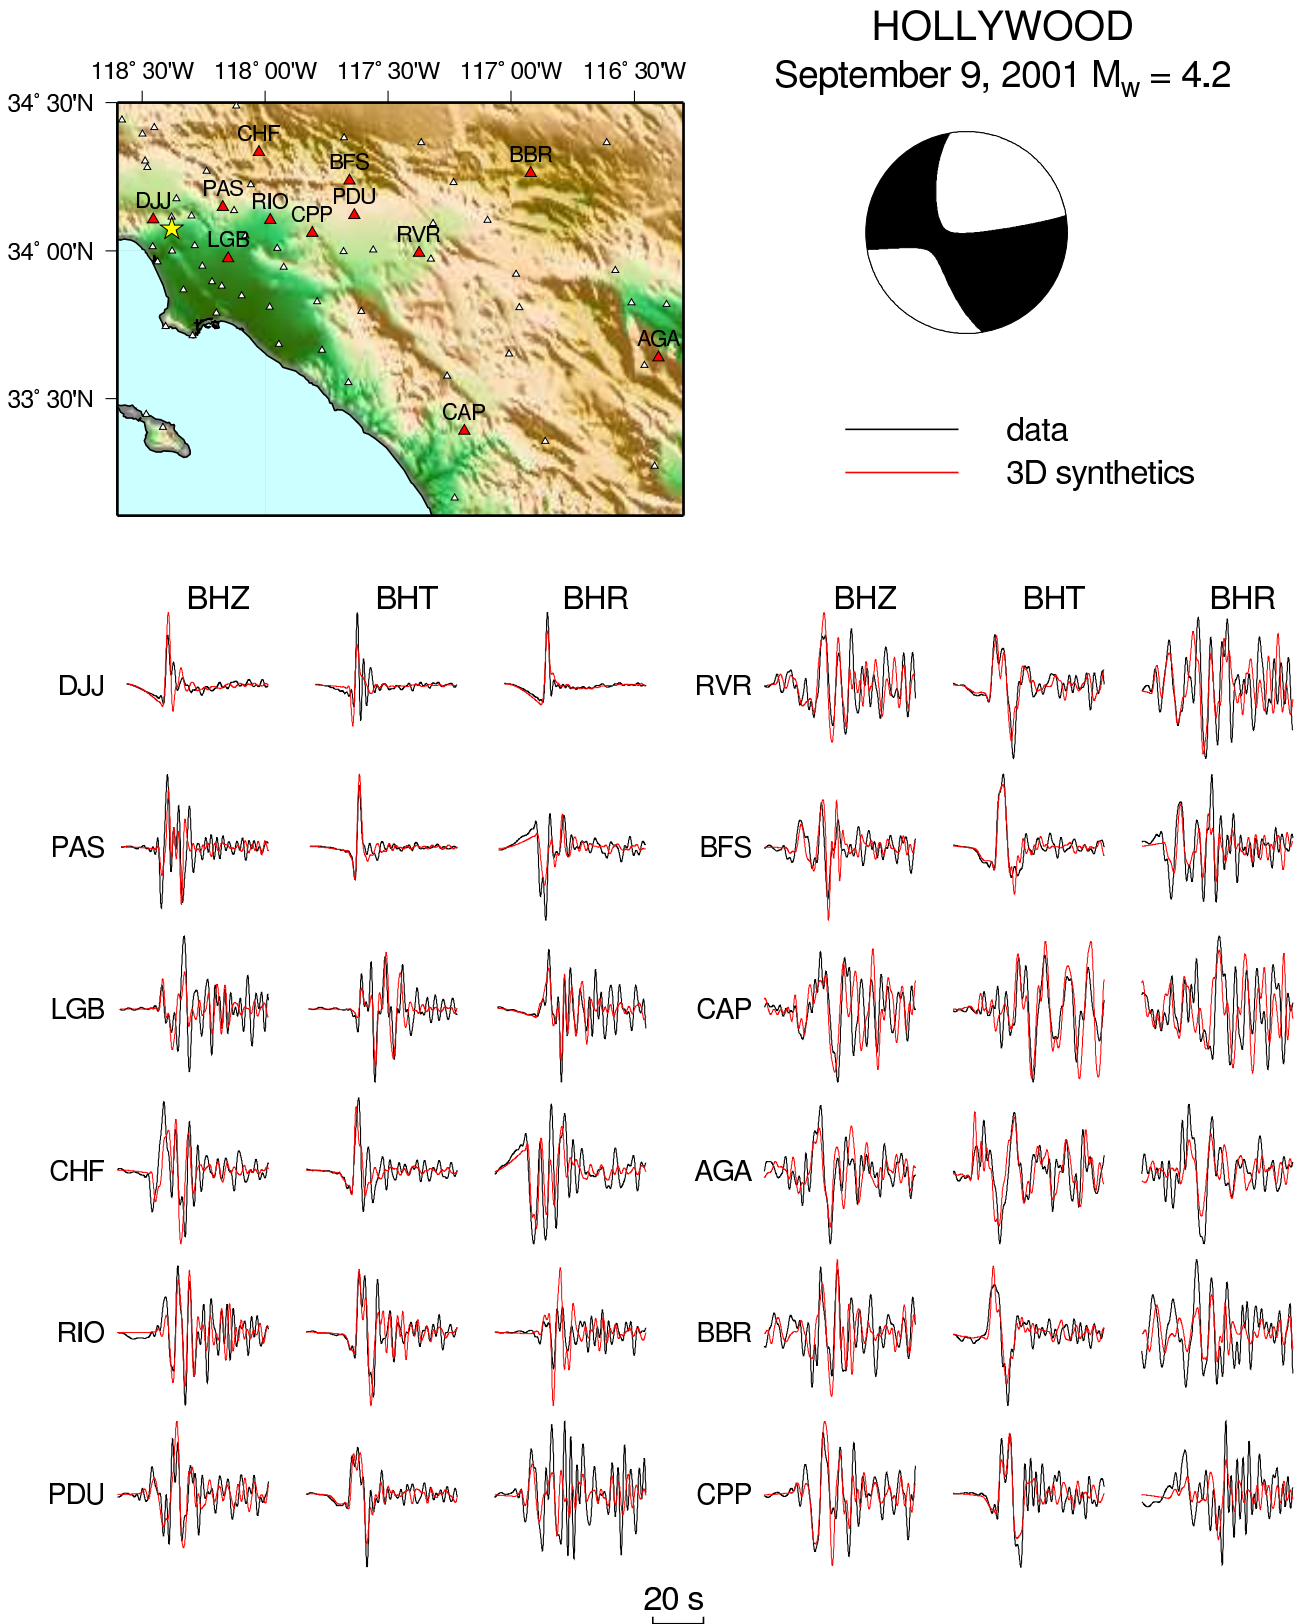 HOLLYWOOD
September 9, 2001 Mw = 4.2
118° 30'W 118° 00'W 117° 30'W 117° 00'W 116° 30'W
34° 30'N
34° 00'N
33° 30'N
CHF
BFS
BBR
PAS
DJJ
RIO
PDU
CPP
LGB
RVR
AGA
CAP
data
3D synthetics
BHZ BHT BHR BHZ BHT BHR
DJJ RVR
PAS BFS
LGB CAP
CHF AGA
RIO BBR
PDU CPP
20 s